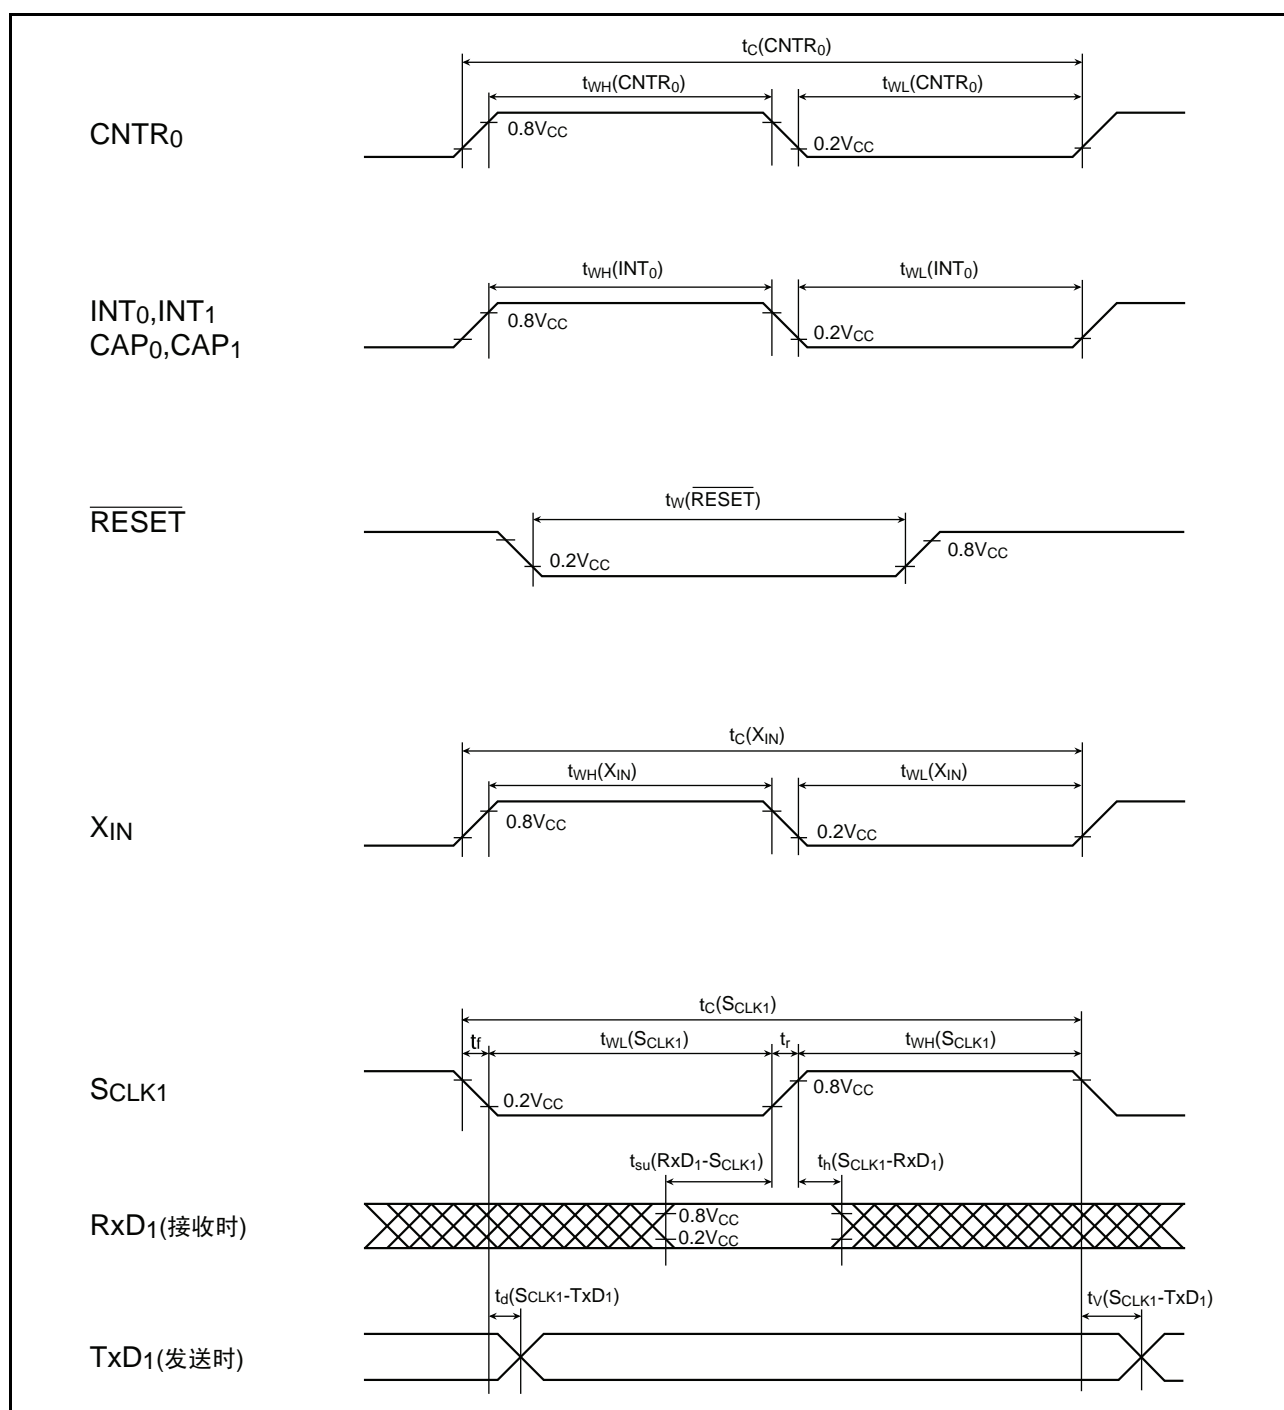 tC(CNTR0)
tWH(CNTR0)
tWL(CNTR0)
CNTR0
0.8VCC
0.2VCC
tWH(INT0)
tWL(INT0)
INT0,INT1
CAP0,CAP1
0.8VCC
0.2VCC
tW(RESET)
RESET
0.2VCC
0.8VCC
tC(XIN)
tWH(XIN)
tWL(XIN)
XIN
0.8VCC
0.2VCC
tC(SCLK1)
tf
tWL(SCLK1)
tr
tWH(SCLK1)
SCLK1
0.2VCC
0.8VCC
tsu(RxD1-SCLK1)
th(SCLK1-RxD1)
RxD1(接收时)
0.8VCC
0.2VCC
td(SCLK1-TxD1)
tV(SCLK1-TxD1)
TxD1(发送时)